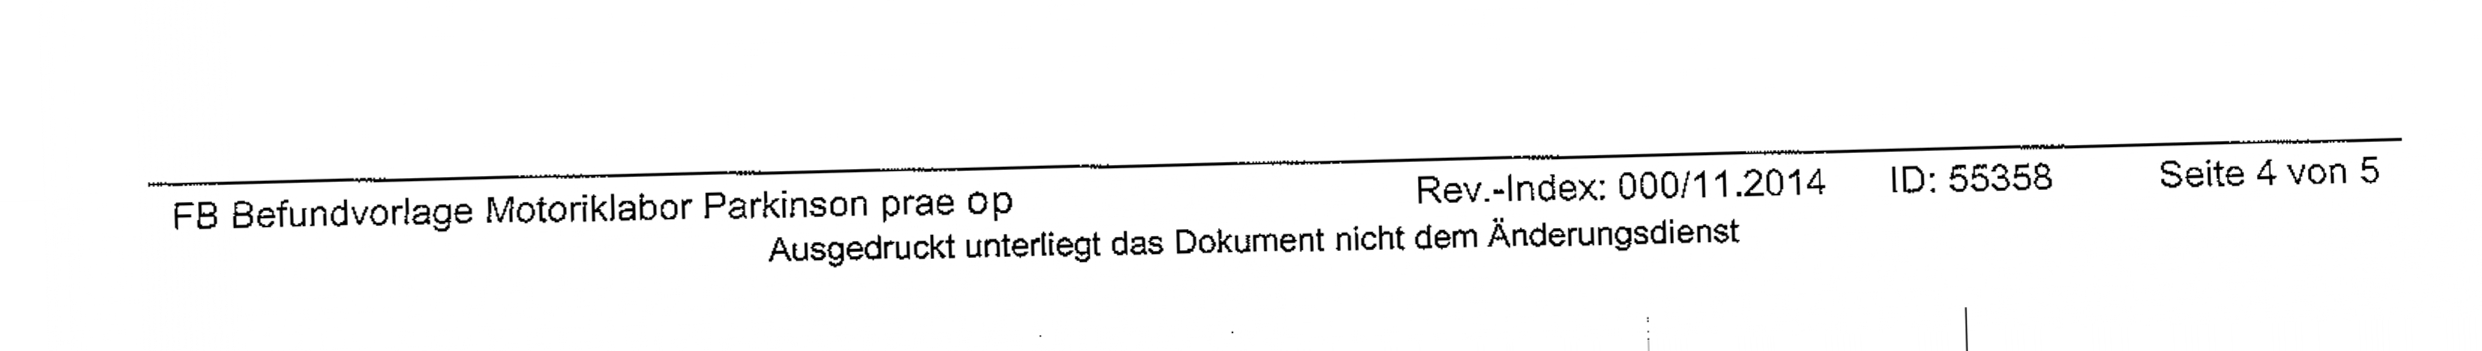 FB Befundvorlage Motoriklabor Parkinson prae op Rev.-Index: 000/11.2014 ID: 55358 Seite 4 von 5
Ausgedruckt unterliegt das Dokument nicht dem Änderungsdienst